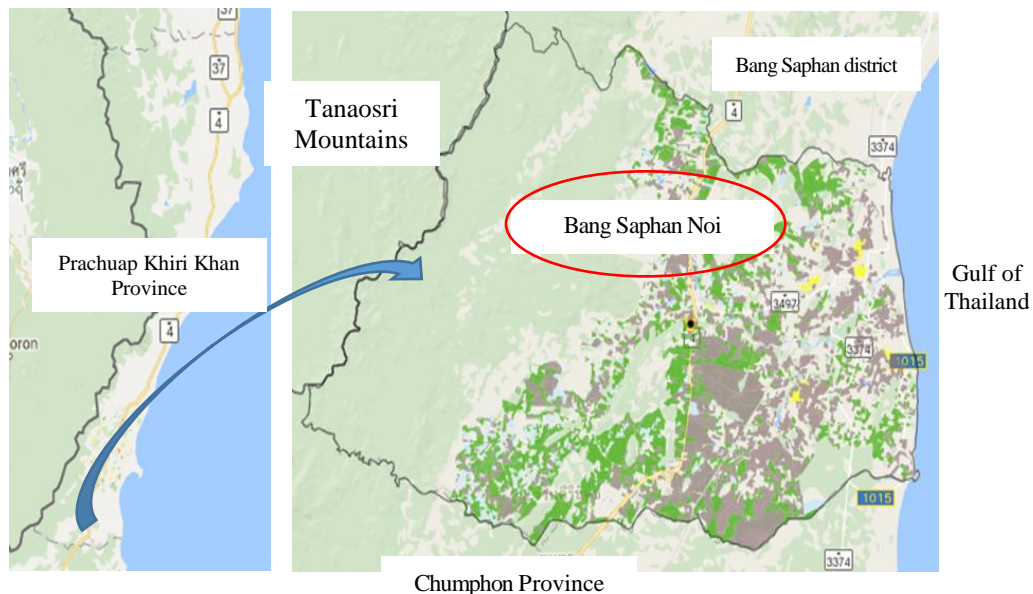 37
37
4
Prachuap Khiri Khan
Province
4
Tanaosri
Mountains
Bang Saphan district
4
3374
Bang Saphan Noi
Gulf of
Thailand
3497
3374
4
1015
1015
3374
Chumphon Province